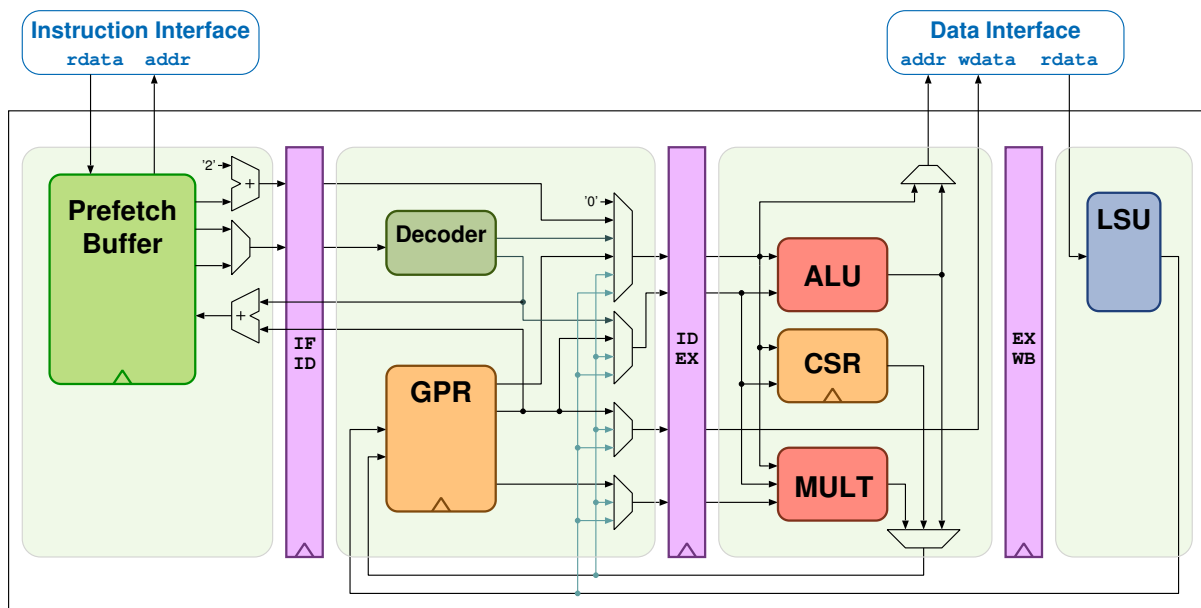 Instruction Interface
rdata addr
Data Interface
addr wdata rdata
'2'
+
Prefetch
Buffer
+
IF
ID
Decoder
GPR
'0'
ID
EX
ALU
CSR
MULT
EX
WB
LSU